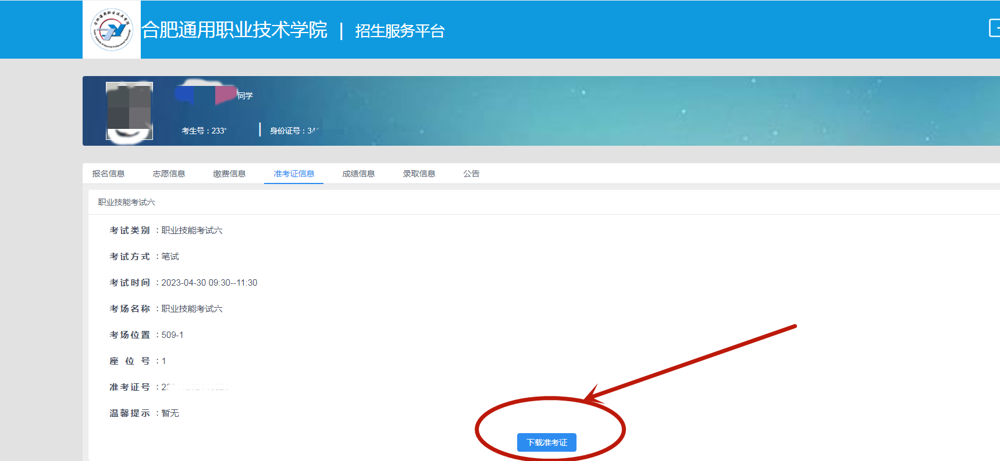 合肥通用职业技术学院 | 招生服务平台
同学
考生号：233*
身份证号：34
报名信息 志愿信息 缴费信息 准考证信息 成绩信息 录取信息 公告
职业技能考试六
考试类别 ：职业技能考试六
考试方式 ：笔试
考试时间 ：2023-04-30 09:30--11:30
考场名称 ：职业技能考试六
考场位置 ：509-1
座 位 号 ：1
准考证号 ：2
温馨提示 ：暂无
下载准考证